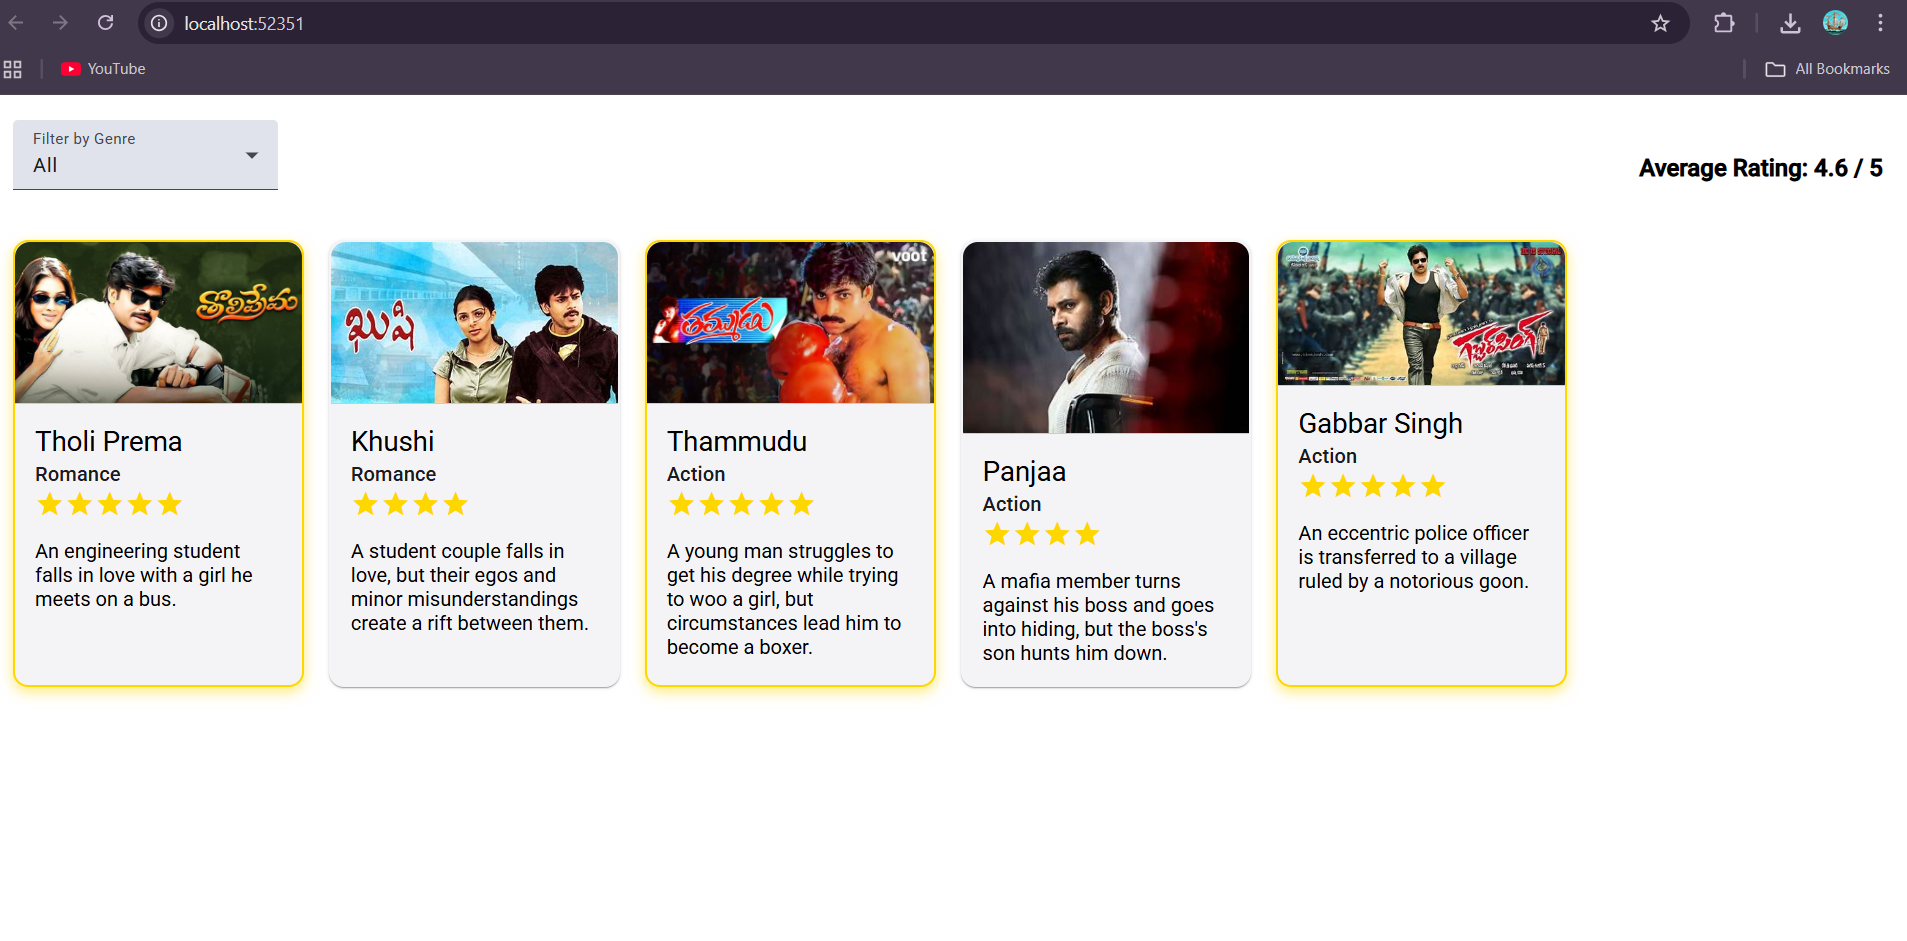 localhost:52351
YouTube
All Bookmarks
Filter by Genre
All
Average Rating: 4.6 / 5
తొలిప్రేమ
Tholi Prema
Romance
An engineering student
falls in love with a girl he
meets on a bus.
ఖుషి
Khushi
Romance
A student couple falls in
love, but their egos and
minor misunderstandings
create a rift between them.
voot
తమ్ముడు
Thammudu
Action
A young man struggles to
get his degree while trying
to woo a girl, but
circumstances lead him to
become a boxer.
Panjaa
Action
A mafia member turns
against his boss and goes
into hiding, but the boss's
son hunts him down.
గబ్బర్ సింగ్
Gabbar Singh
Action
An eccentric police officer
is transferred to a village
ruled by a notorious goon.